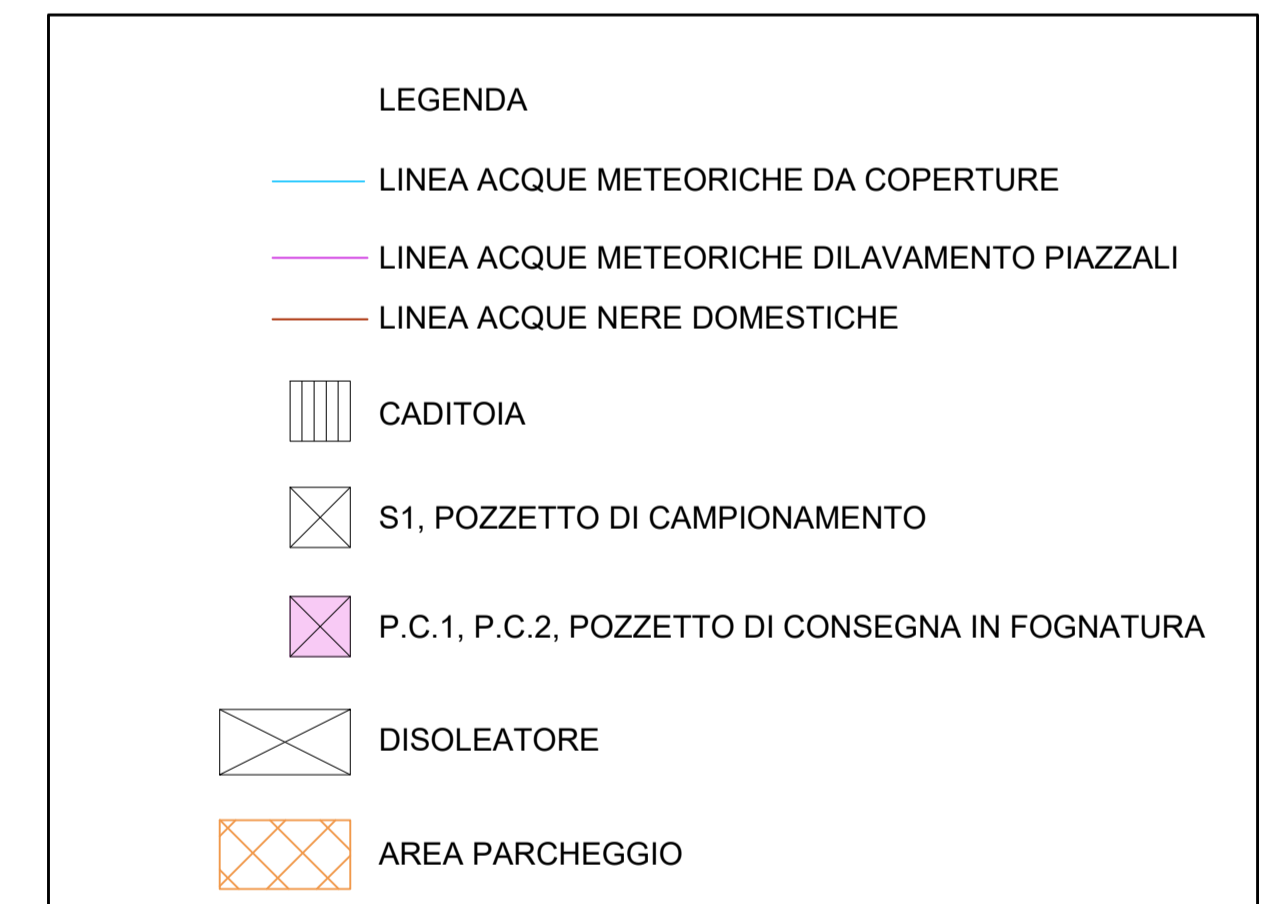 LEGENDA
LINEA ACQUE METEORICHE DA COPERTURE
LINEA ACQUE METEORICHE DILAVAMENTO PIAZZALI
LINEA ACQUE NERE DOMESTICHE
CADITOIA
S1, POZZETTO DI CAMPIONAMENTO
P.C.1, P.C.2, POZZETTO DI CONSEGNA IN FOGNATURA
DISOLEATORE
AREA PARCHEGGIO